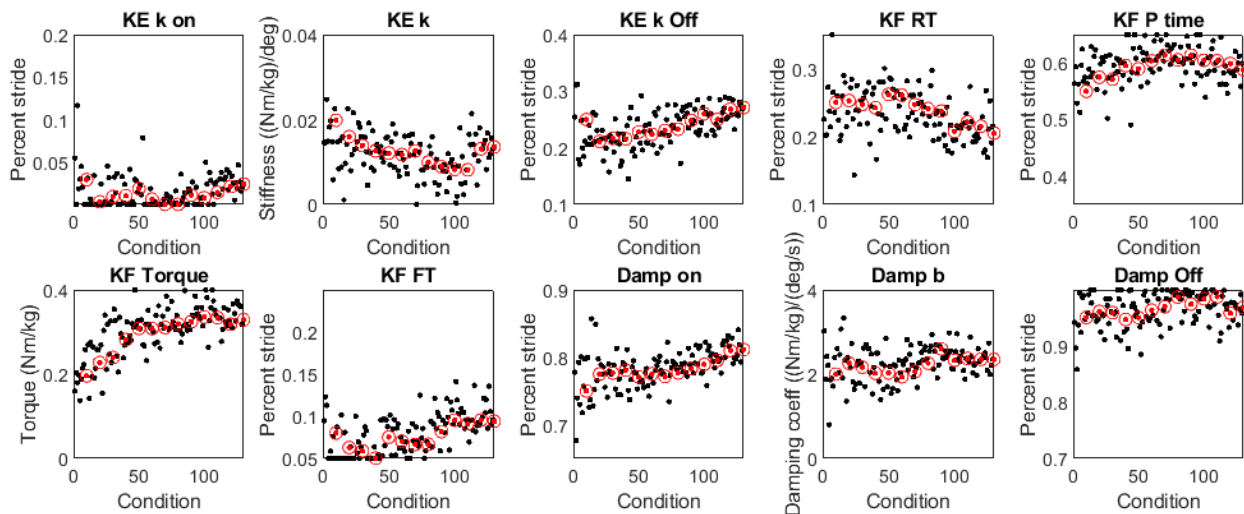 KE k on
KE k
KE k Off
KF RT
KF P time
Percent stride
0.2
0.15
0.1
0.05
0
50
100
Condition
Stiffness ((Nm/kg)/deg)
0.04
0.02
0
0
50
100
Condition
Percent stride
0.4
0.3
0.2
0.1
0
50
100
Condition
Percent stride
0.3
0.2
0.1
0
50
100
Condition
Percent stride
0.6
0.5
0.4
0
50
100
Condition
KF Torque
KF FT
Damp on
Damp b
Damp Off
Torque (Nm/kg)
0.4
0.2
0
0
50
100
Condition
Percent stride
0.2
0.15
0.1
0.05
0
50
100
Condition
Percent stride
0.9
0.8
0.7
0
50
100
Condition
Damping coeff ((Nm/kg)/(deg/s))
4
2
0
0
50
100
Condition
Percent stride
0.9
0.8
0.7
0
50
100
Condition